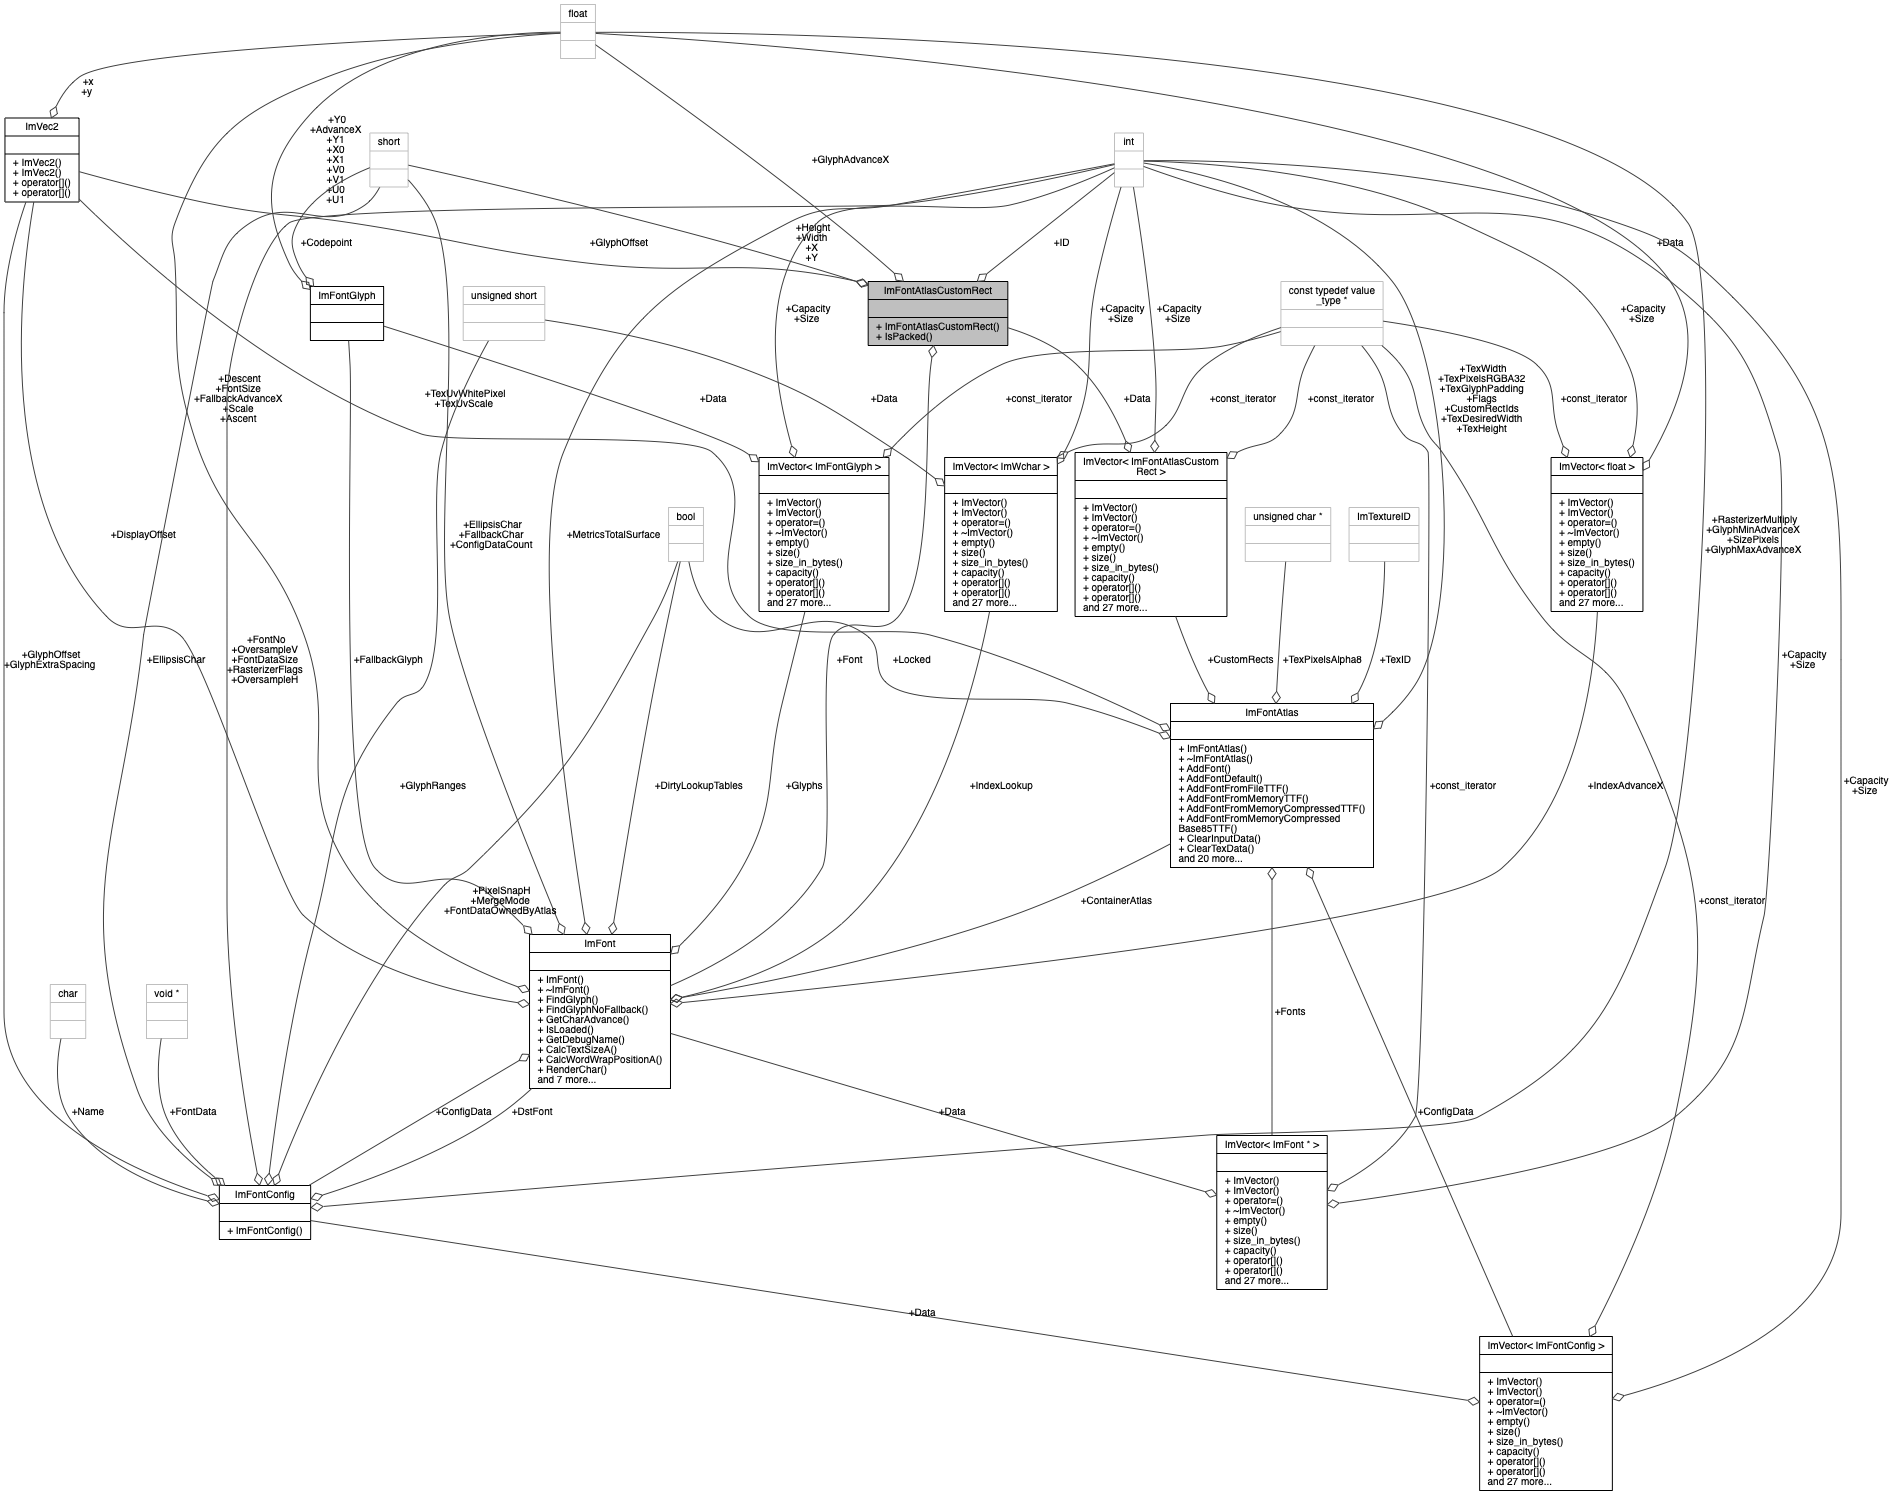 float
+x
+y
ImVec2
+ ImVec2()
+ ImVec2()
+ operator[]()
+ operator[]()
+Y0
+AdvanceX
+Y1
+X0
+X1
+V0
+V1
+U0
+U1
short
+GlyphAdvanceX
int
+Codepoint
+GlyphOffset
+Height
+Width
+X
+Y
+ID
+Data
ImFontGlyph
unsigned short
ImFontAtlasCustomRect
+ ImFontAtlasCustomRect()
+ IsPacked()
const typedef value
_type *
+Capacity
+Size
+Capacity
+Size
+Capacity
+Size
+Capacity
+Size
+Descent
+FontSize
+FallbackAdvanceX
+Scale
+Ascent
+TexUvWhitePixel
+TexUvScale
+Data
+Data
+const_iterator
+Data
+const_iterator
+const_iterator
+TexWidth
+TexPixelsRGBA32
+TexGlyphPadding
+Flags
+CustomRectIds
+TexDesiredWidth
+TexHeight
+const_iterator
ImVector< ImFontGlyph >
+ ImVector()
+ ImVector()
+ operator=()
+ ~ImVector()
+ empty()
+ size()
+ size_in_bytes()
+ capacity()
+ operator[]()
+ operator[]()
and 27 more...
ImVector< ImWchar >
+ ImVector()
+ ImVector()
+ operator=()
+ ~ImVector()
+ empty()
+ size()
+ size_in_bytes()
+ capacity()
+ operator[]()
+ operator[]()
and 27 more...
ImVector< ImFontAtlasCustom
Rect >
+ ImVector()
+ ImVector()
+ operator=()
+ ~ImVector()
+ empty()
+ size()
+ size_in_bytes()
+ capacity()
+ operator[]()
+ operator[]()
and 27 more...
ImVector< float >
+ ImVector()
+ ImVector()
+ operator=()
+ ~ImVector()
+ empty()
+ size()
+ size_in_bytes()
+ capacity()
+ operator[]()
+ operator[]()
and 27 more...
+DisplayOffset
+EllipsisChar
+FallbackChar
+ConfigDataCount
+MetricsTotalSurface
bool
unsigned char *
ImTextureID
+RasterizerMultiply
+GlyphMinAdvanceX
+SizePixels
+GlyphMaxAdvanceX
+GlyphOffset
+GlyphExtraSpacing
+EllipsisChar
+FontNo
+OversampleV
+FontDataSize
+RasterizerFlags
+OversampleH
+FallbackGlyph
+Font
+Locked
+CustomRects
+TexPixelsAlpha8
+TexID
+Capacity
+Size
ImFontAtlas
+ ImFontAtlas()
+ ~ImFontAtlas()
+ AddFont()
+ AddFontDefault()
+ AddFontFromFileTTF()
+ AddFontFromMemoryTTF()
+ AddFontFromMemoryCompressedTTF()
+ AddFontFromMemoryCompressed
Base85TTF()
+ ClearInputData()
+ ClearTexData()
and 20 more...
+GlyphRanges
+DirtyLookupTables
+Glyphs
+IndexLookup
+const_iterator
+IndexAdvanceX
+Capacity
+Size
+PixelSnapH
+MergeMode
+FontDataOwnedByAtlas
+ContainerAtlas
+const_iterator
ImFont
+ ImFont()
+ ~ImFont()
+ FindGlyph()
+ FindGlyphNoFallback()
+ GetCharAdvance()
+ IsLoaded()
+ GetDebugName()
+ CalcTextSizeA()
+ CalcWordWrapPositionA()
+ RenderChar()
and 7 more...
char
void *
+Fonts
+Name
+FontData
+ConfigData
+DstFont
+Data
+ConfigData
ImFontConfig
+ ImFontConfig()
ImVector< ImFont * >
+ ImVector()
+ ImVector()
+ operator=()
+ ~ImVector()
+ empty()
+ size()
+ size_in_bytes()
+ capacity()
+ operator[]()
+ operator[]()
and 27 more...
+Data
ImVector< ImFontConfig >
+ ImVector()
+ ImVector()
+ operator=()
+ ~ImVector()
+ empty()
+ size()
+ size_in_bytes()
+ capacity()
+ operator[]()
+ operator[]()
and 27 more...